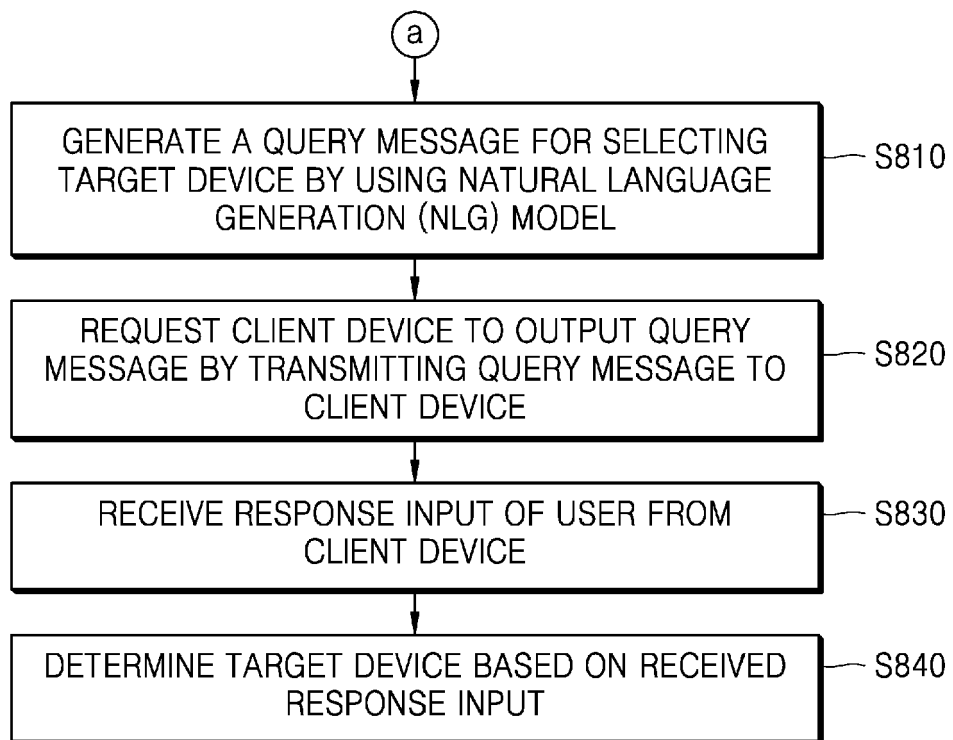 a
GENERATE A QUERY MESSAGE FOR SELECTING
TARGET DEVICE BY USING NATURAL LANGUAGE
GENERATION (NLG) MODEL
S810
REQUEST CLIENT DEVICE TO OUTPUT QUERY
MESSAGE BY TRANSMITTING QUERY MESSAGE TO
CLIENT DEVICE
S820
RECEIVE RESPONSE INPUT OF USER FROM
CLIENT DEVICE
S830
DETERMINE TARGET DEVICE BASED ON RECEIVED
RESPONSE INPUT
S840